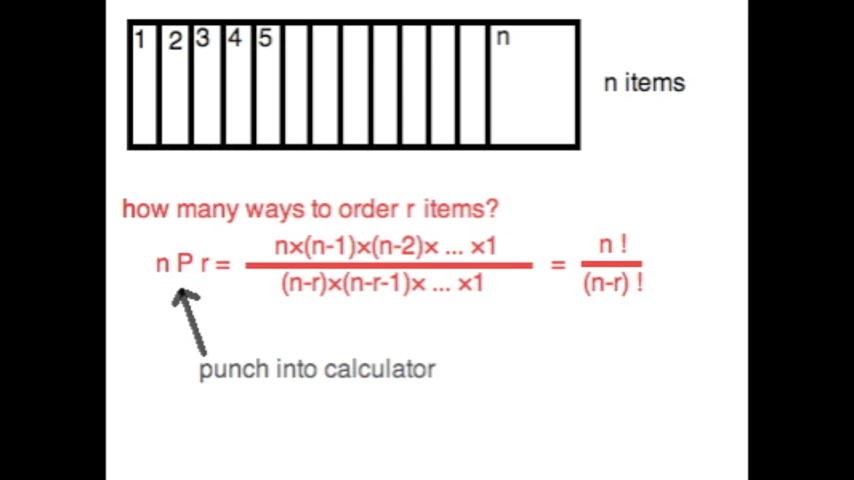 1 2 3 4 5 n
n items
how many ways to order r items?
n P r = n×(n-1)×(n-2)× ... ×1 = n !
(n-r)×(n-r-1)× ... ×1 (n-r) !
punch into calculator